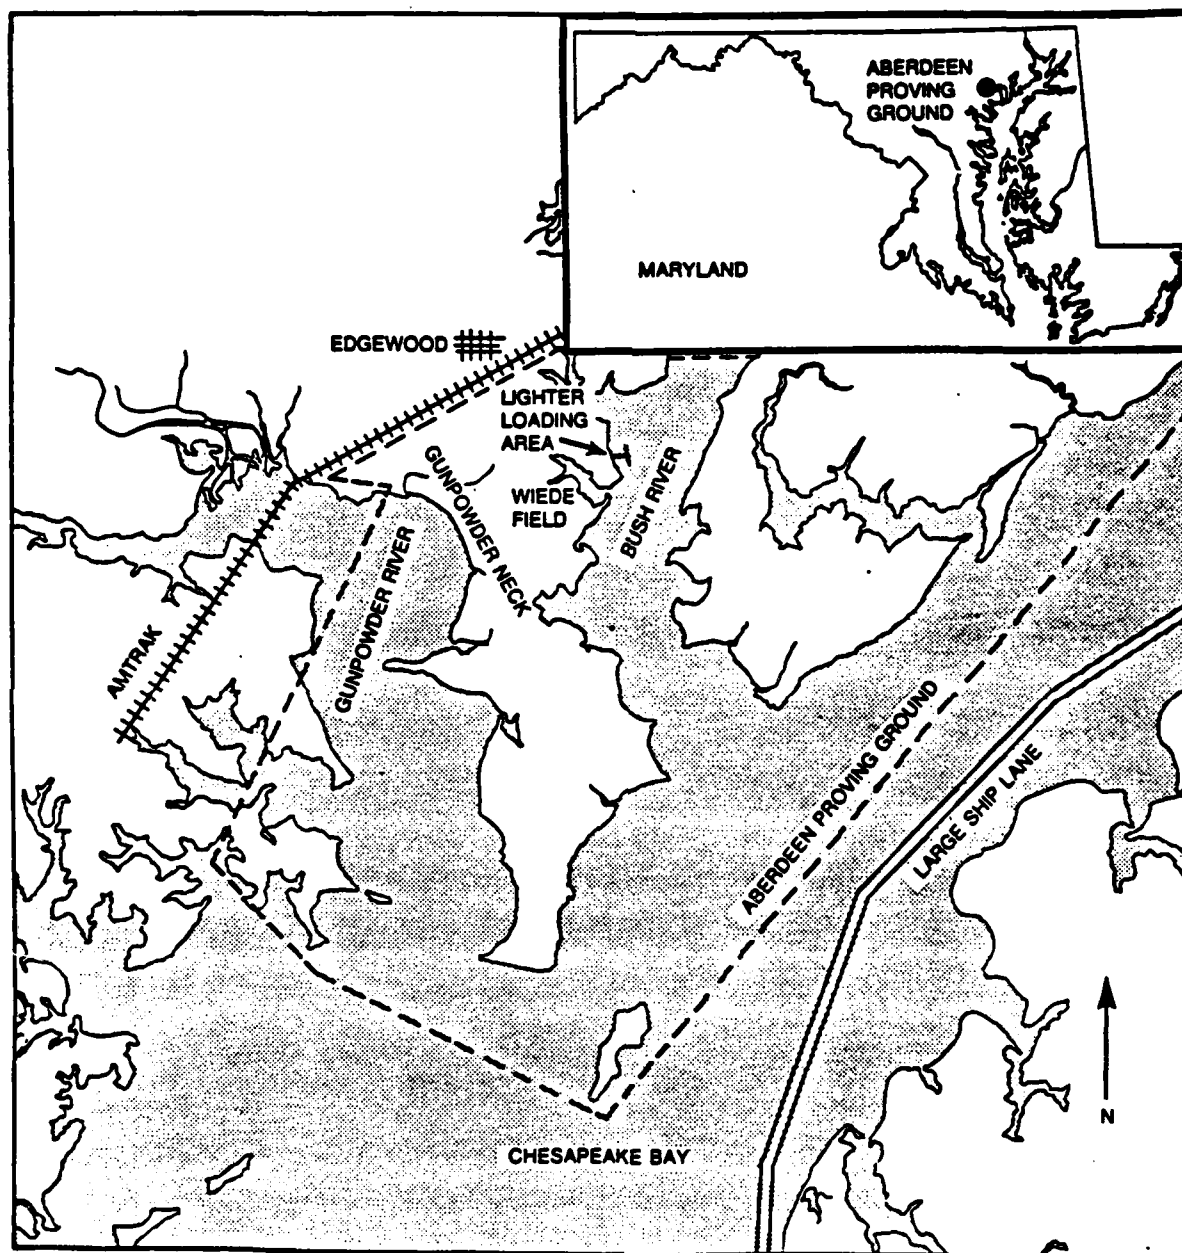 ABERDEEN
PROVING
GROUND
MARYLAND
EDGEWOOD
LIGHTER
LOADING
AREA
GUNPOWDER NECK
WIEDE
FIELD
BUSH RIVER
GUNPOWDER RIVER
AMTRAK
ABERDEEN PROVING GROUND
LARGE SHIP LANE
N
CHESAPEAKE BAY